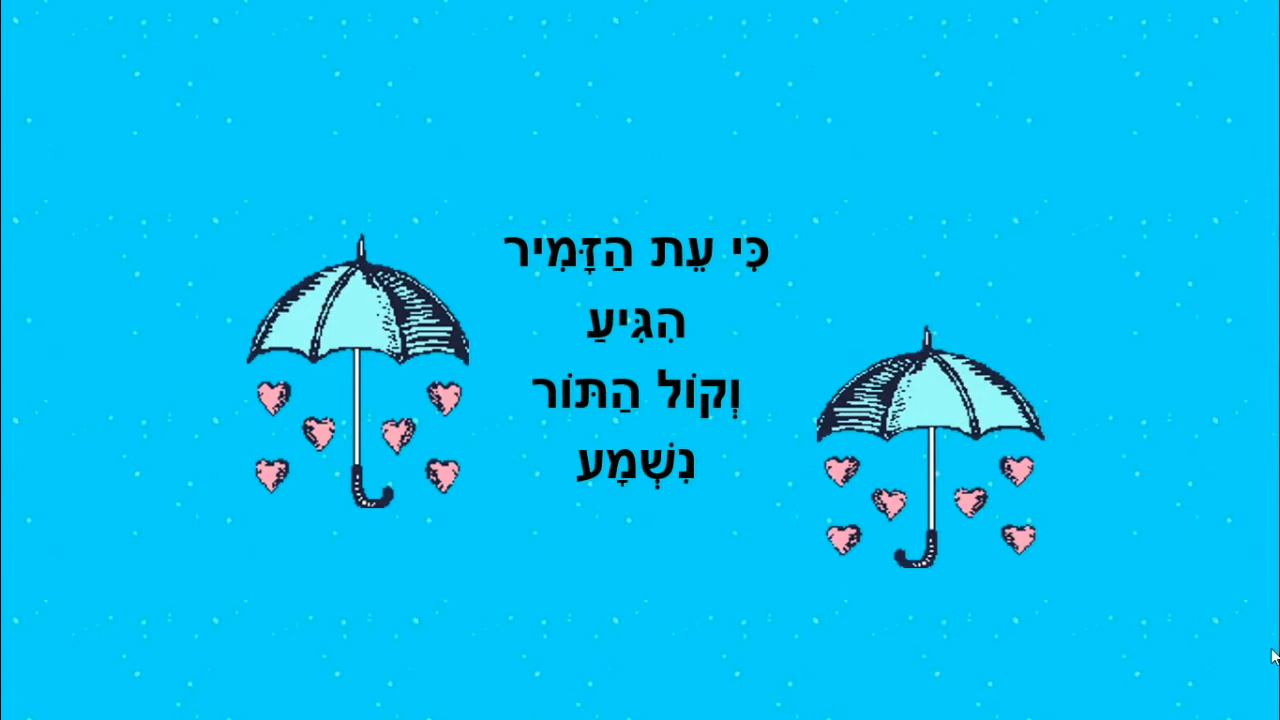 כִּי עֵת הַזָּמִיר
הִגִּיעַ
וְקוֹל הַתּוֹר
נִשְׁמָע